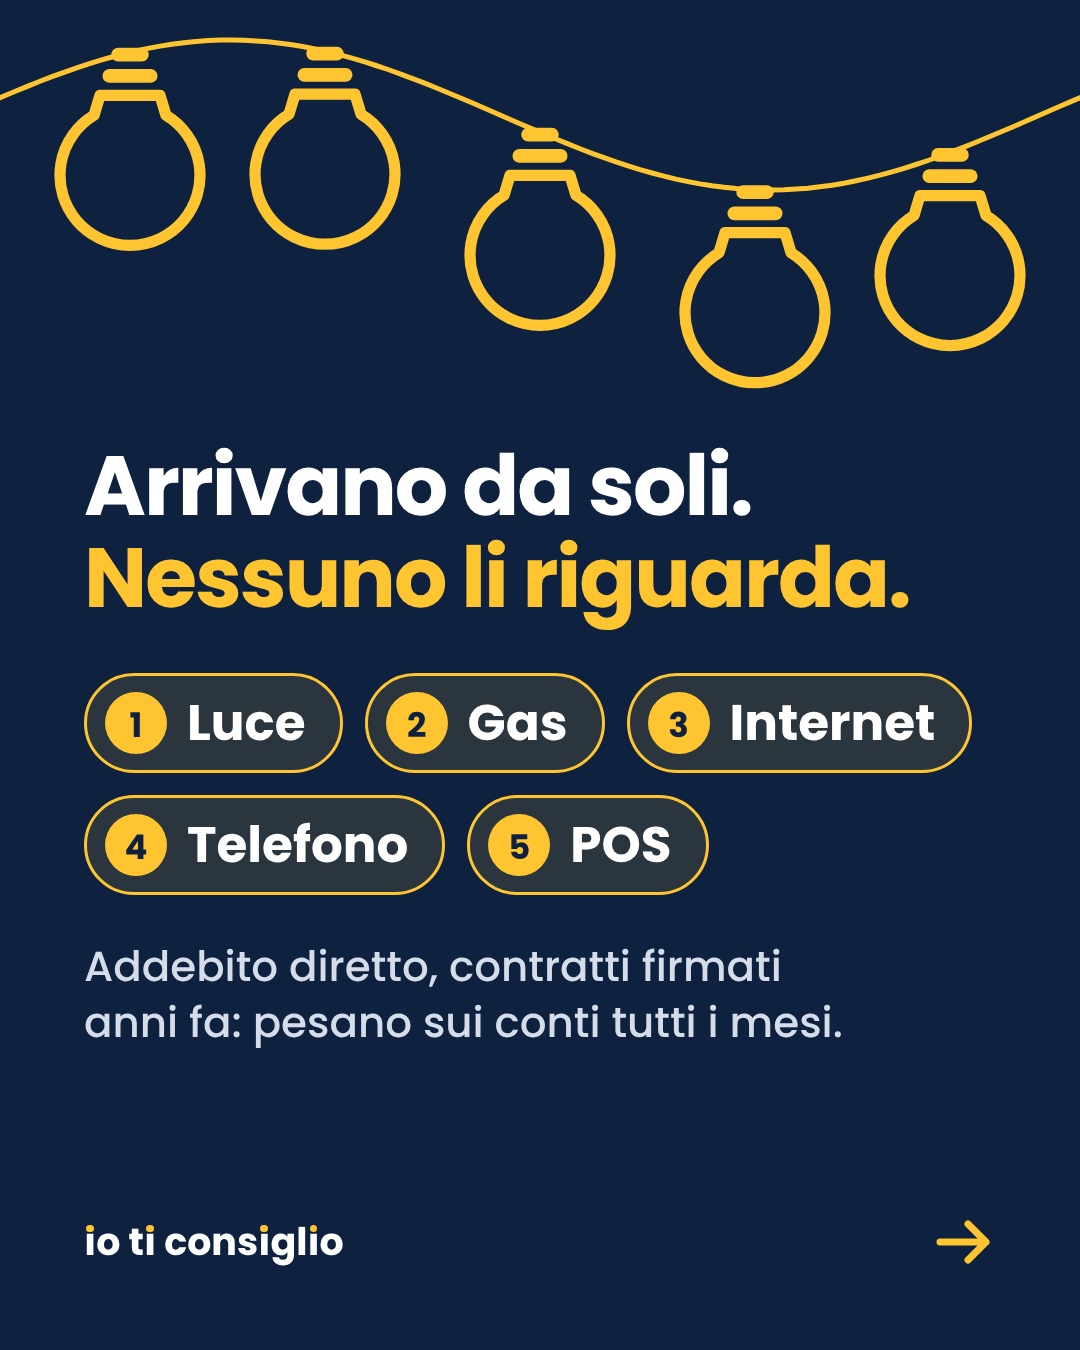 Arrivano da soli.
Nessuno li riguarda.
1 Luce 2 Gas 3 Internet
4 Telefono 5 POS
Addebito diretto, contratti firmati
anni fa: pesano sui conti tutti i mesi.
io ti consiglio